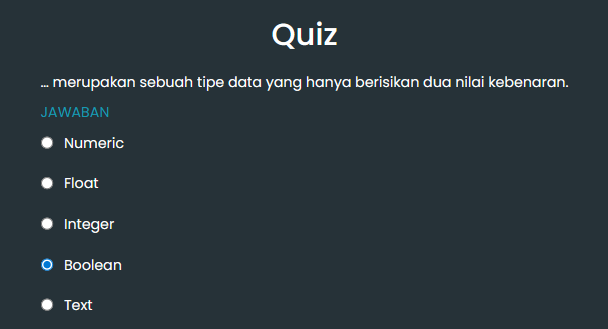 Quiz
... merupakan sebuah tipe data yang hanya berisikan dua nilai kebenaran.
JAWABAN
Numeric
Float
Integer
Boolean
Text